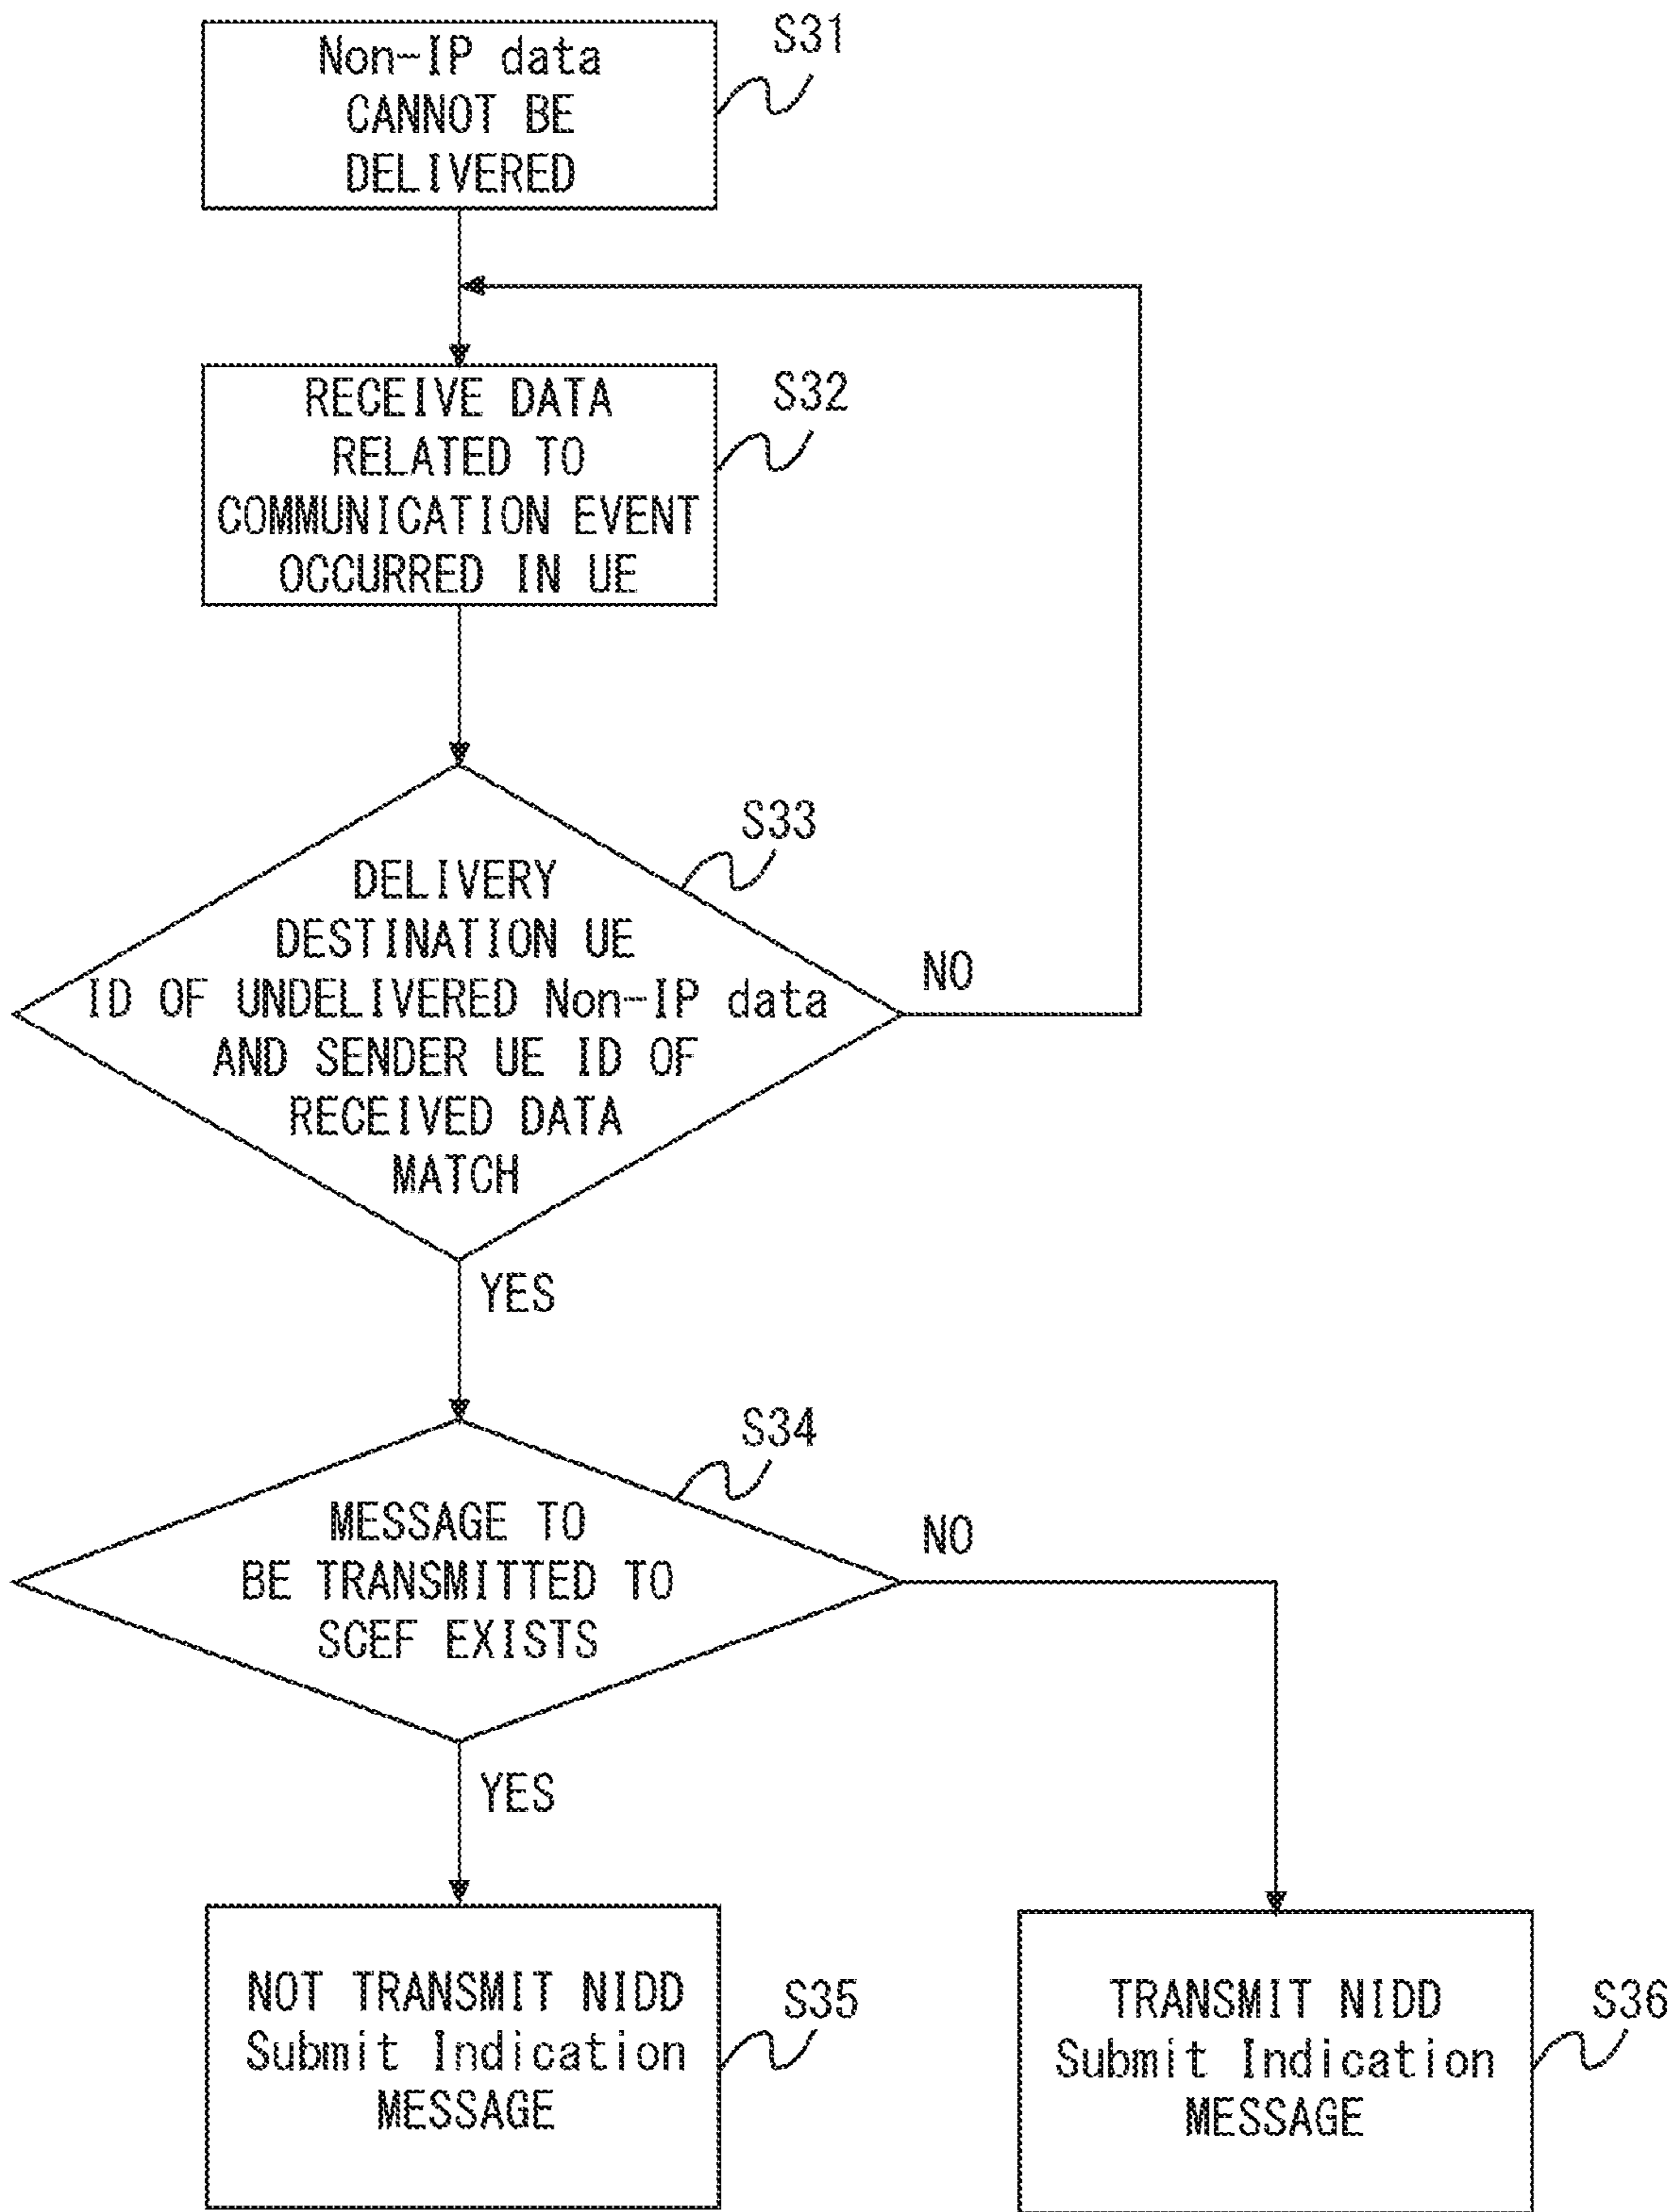 Non-IP data
CANNOT BE
DELIVERED
S31
RECEIVE DATA
RELATED TO
COMMUNICATION EVENT
OCCURRED IN UE
S32
S33
DELIVERY
DESTINATION UE
ID OF UNDELIVERED Non-IP data
AND SENDER UE ID OF
RECEIVED DATA
MATCH
NO
YES
S34
MESSAGE TO
BE TRANSMITTED TO
SCEF EXISTS
NO
YES
NOT TRANSMIT NIDD
Submit Indication
MESSAGE
S35
TRANSMIT NIDD
Submit Indication
MESSAGE
S36